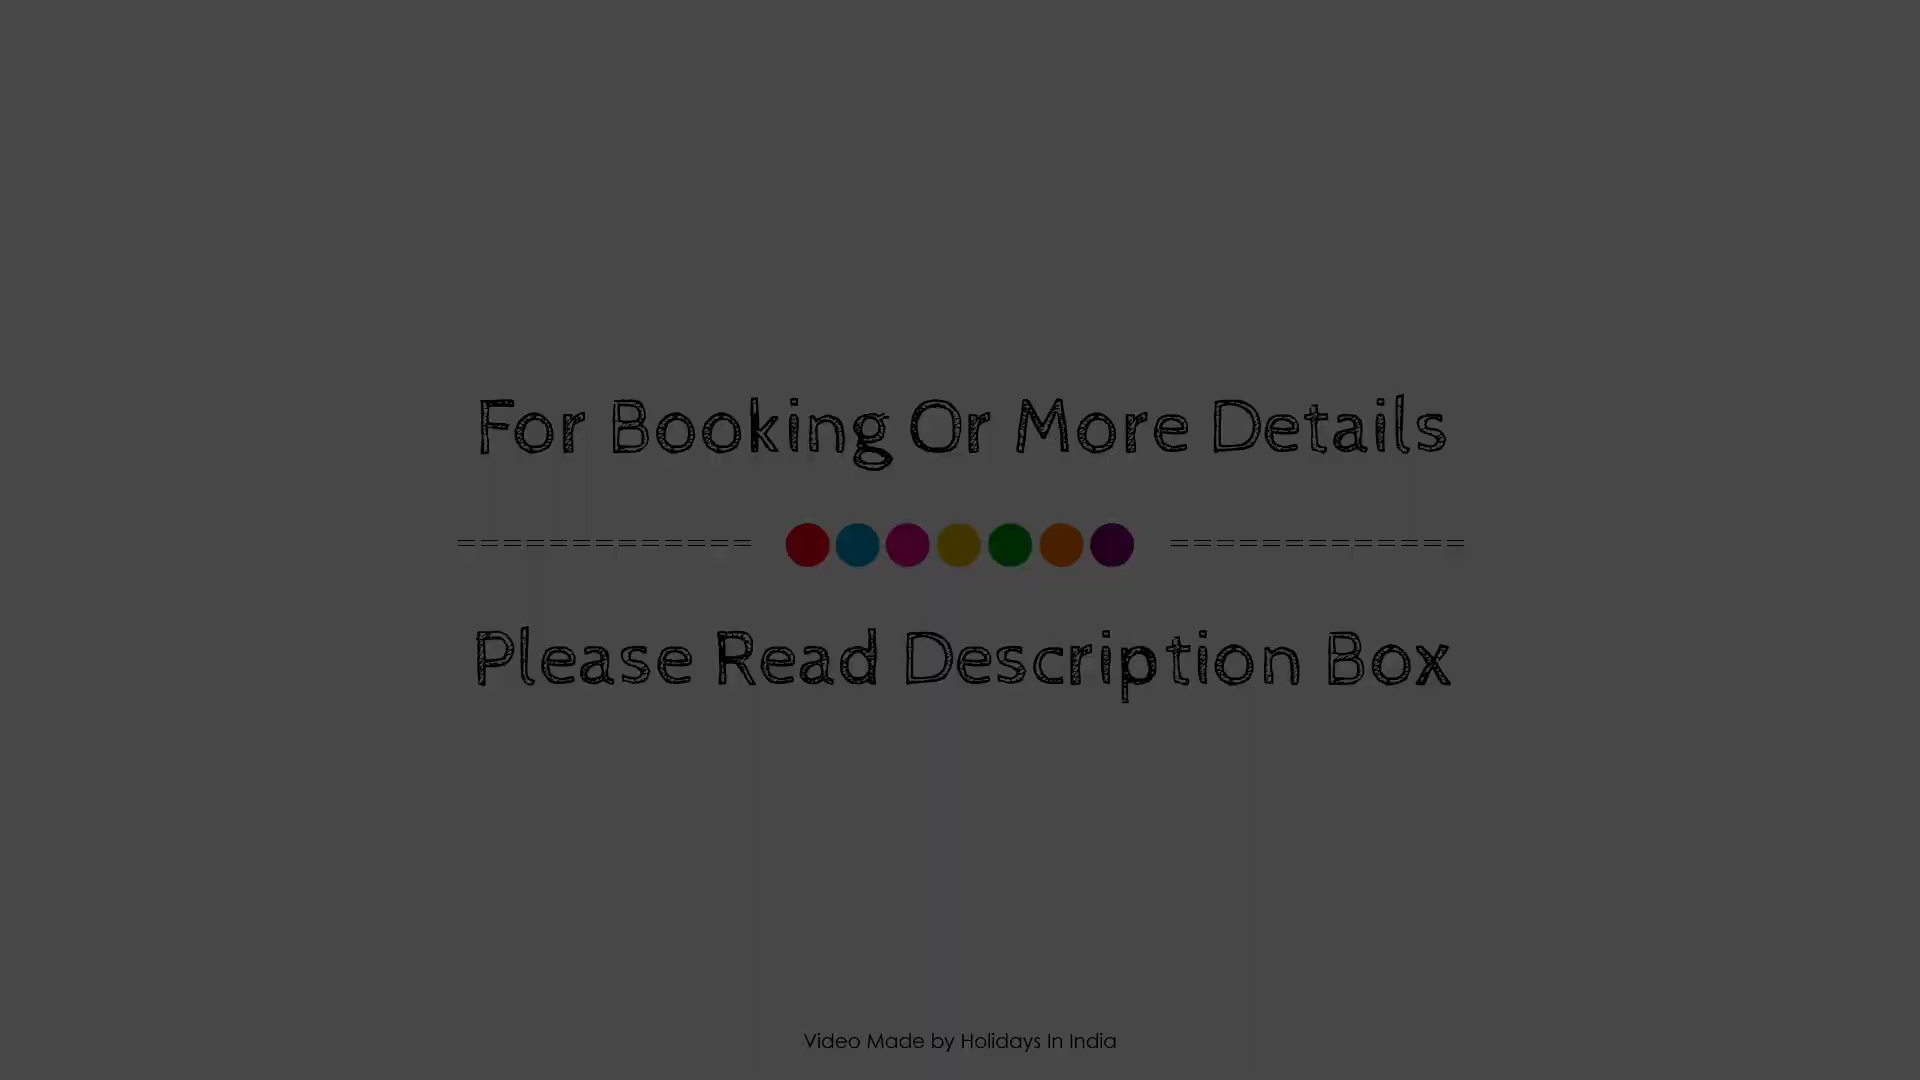 For Booking Or More Details
============= =============
Please Read Description Box
Video Made by Holidays In India